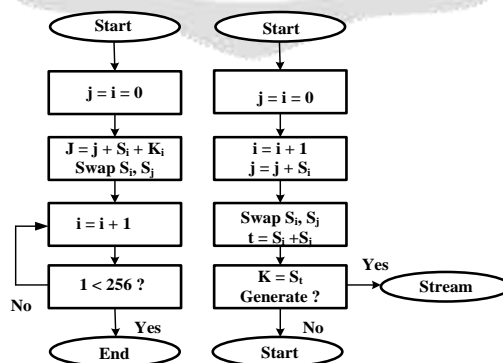 Start
j = i = 0
J = j + Sᵢ + Kᵢ
Swap Sᵢ, Sⱼ
i = i + 1
1 < 256 ?
No
Yes
End
Start
j = i = 0
i = i + 1
j = j + Sᵢ
Swap Sᵢ, Sⱼ
t = Sᵢ +Sⱼ
K = Sₜ
Generate ?
Yes
Stream
No
Start